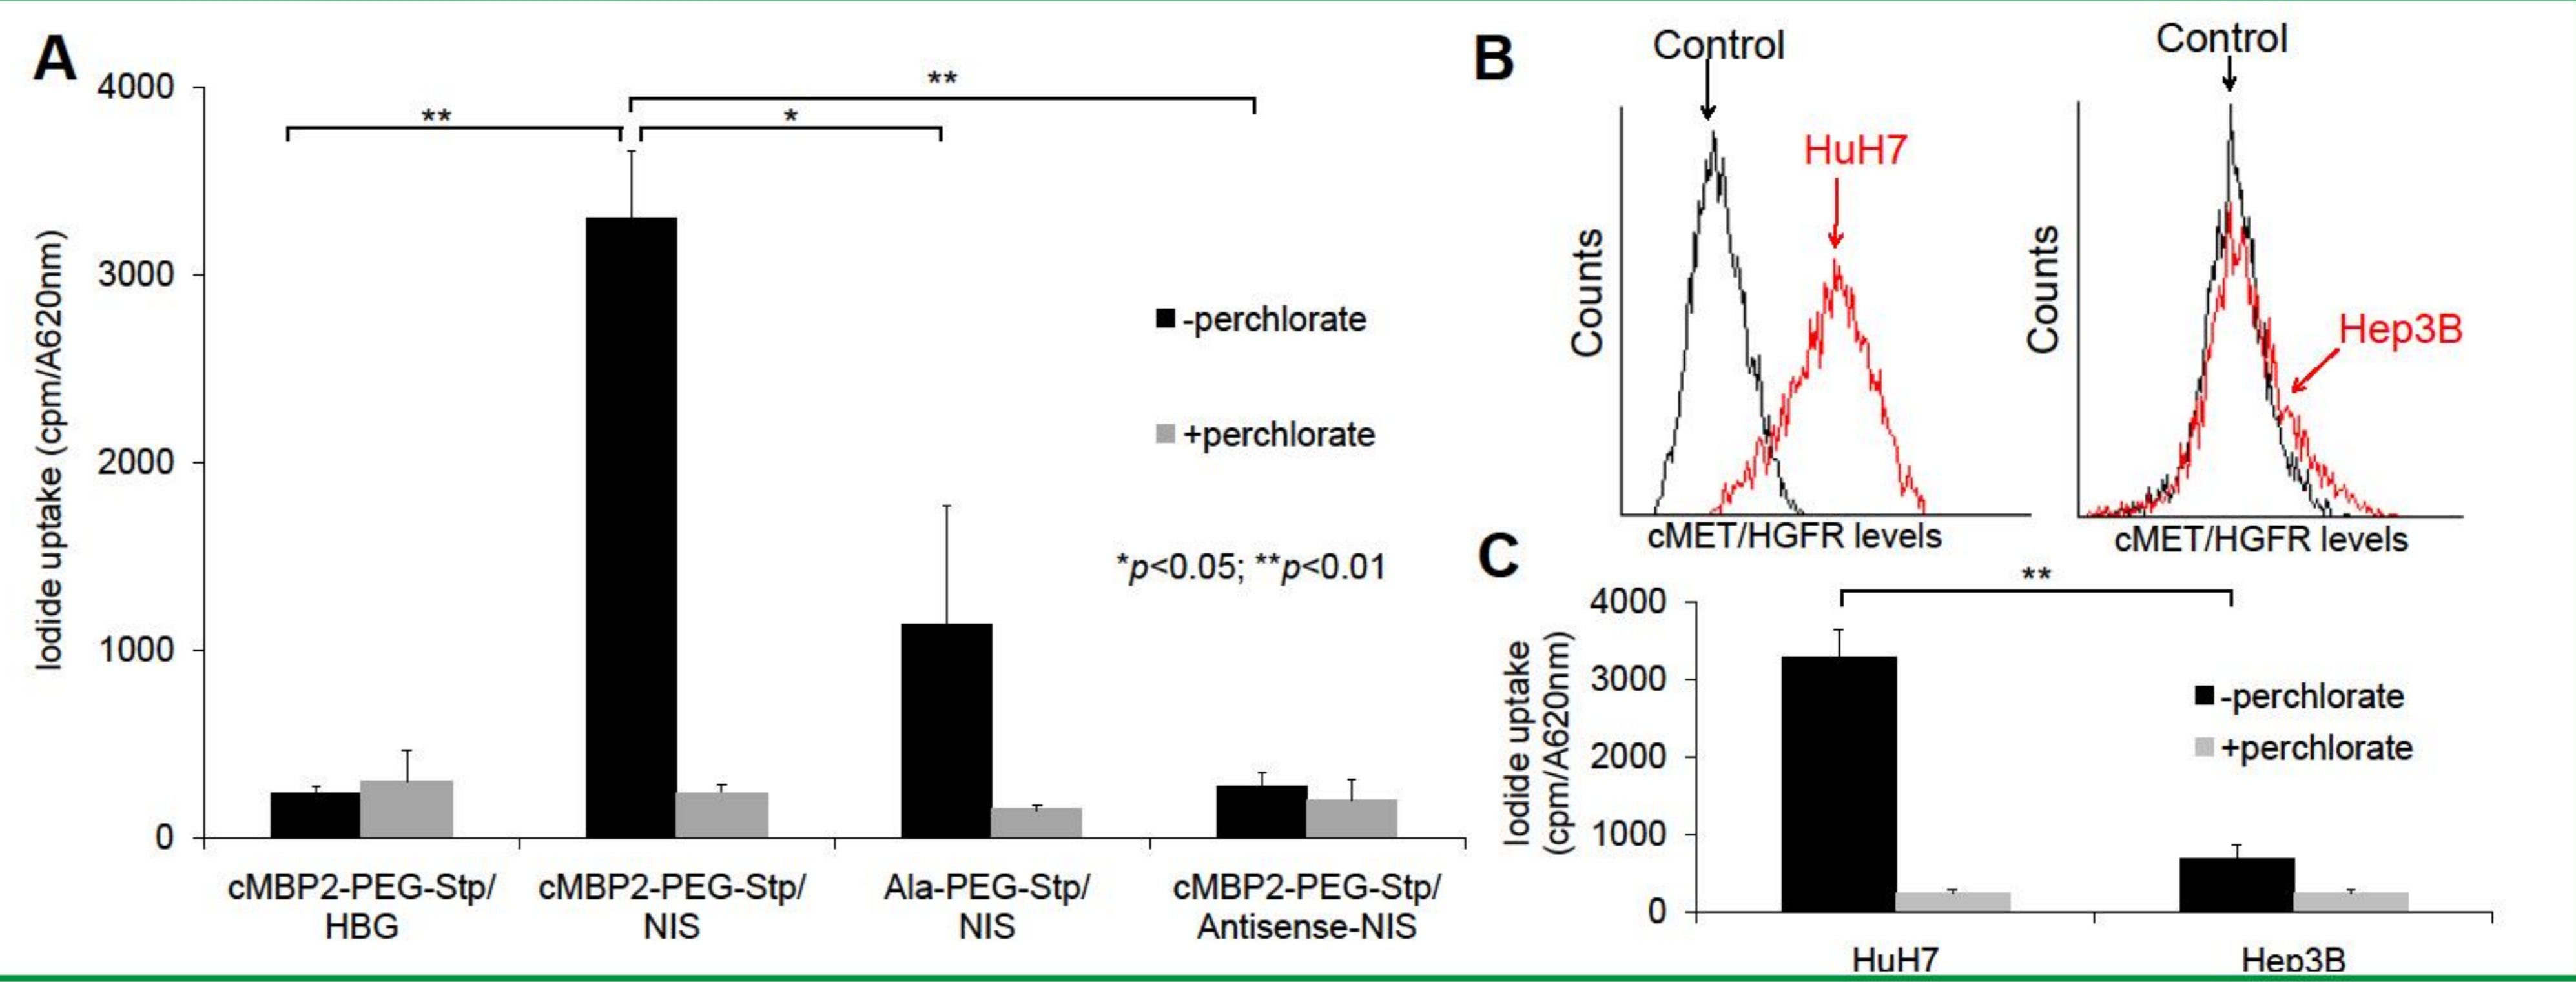 A
4000
3000
2000
1000
0
Iodide uptake (cpm/A620nm)
**
*
**
-perchlorate
+perchlorate
*p<0.05; **p<0.01
cMBP2-PEG-Stp/
HBG
cMBP2-PEG-Stp/
NIS
Ala-PEG-Stp/
NIS
cMBP2-PEG-Stp/
Antisense-NIS
B
Control
HuH7
Counts
cMET/HGFR levels
Control
Hep3B
Counts
cMET/HGFR levels
C
**
4000
3000
2000
1000
0
Iodide uptake
(cpm/A620nm)
-perchlorate
+perchlorate
HuH7
Hep3B